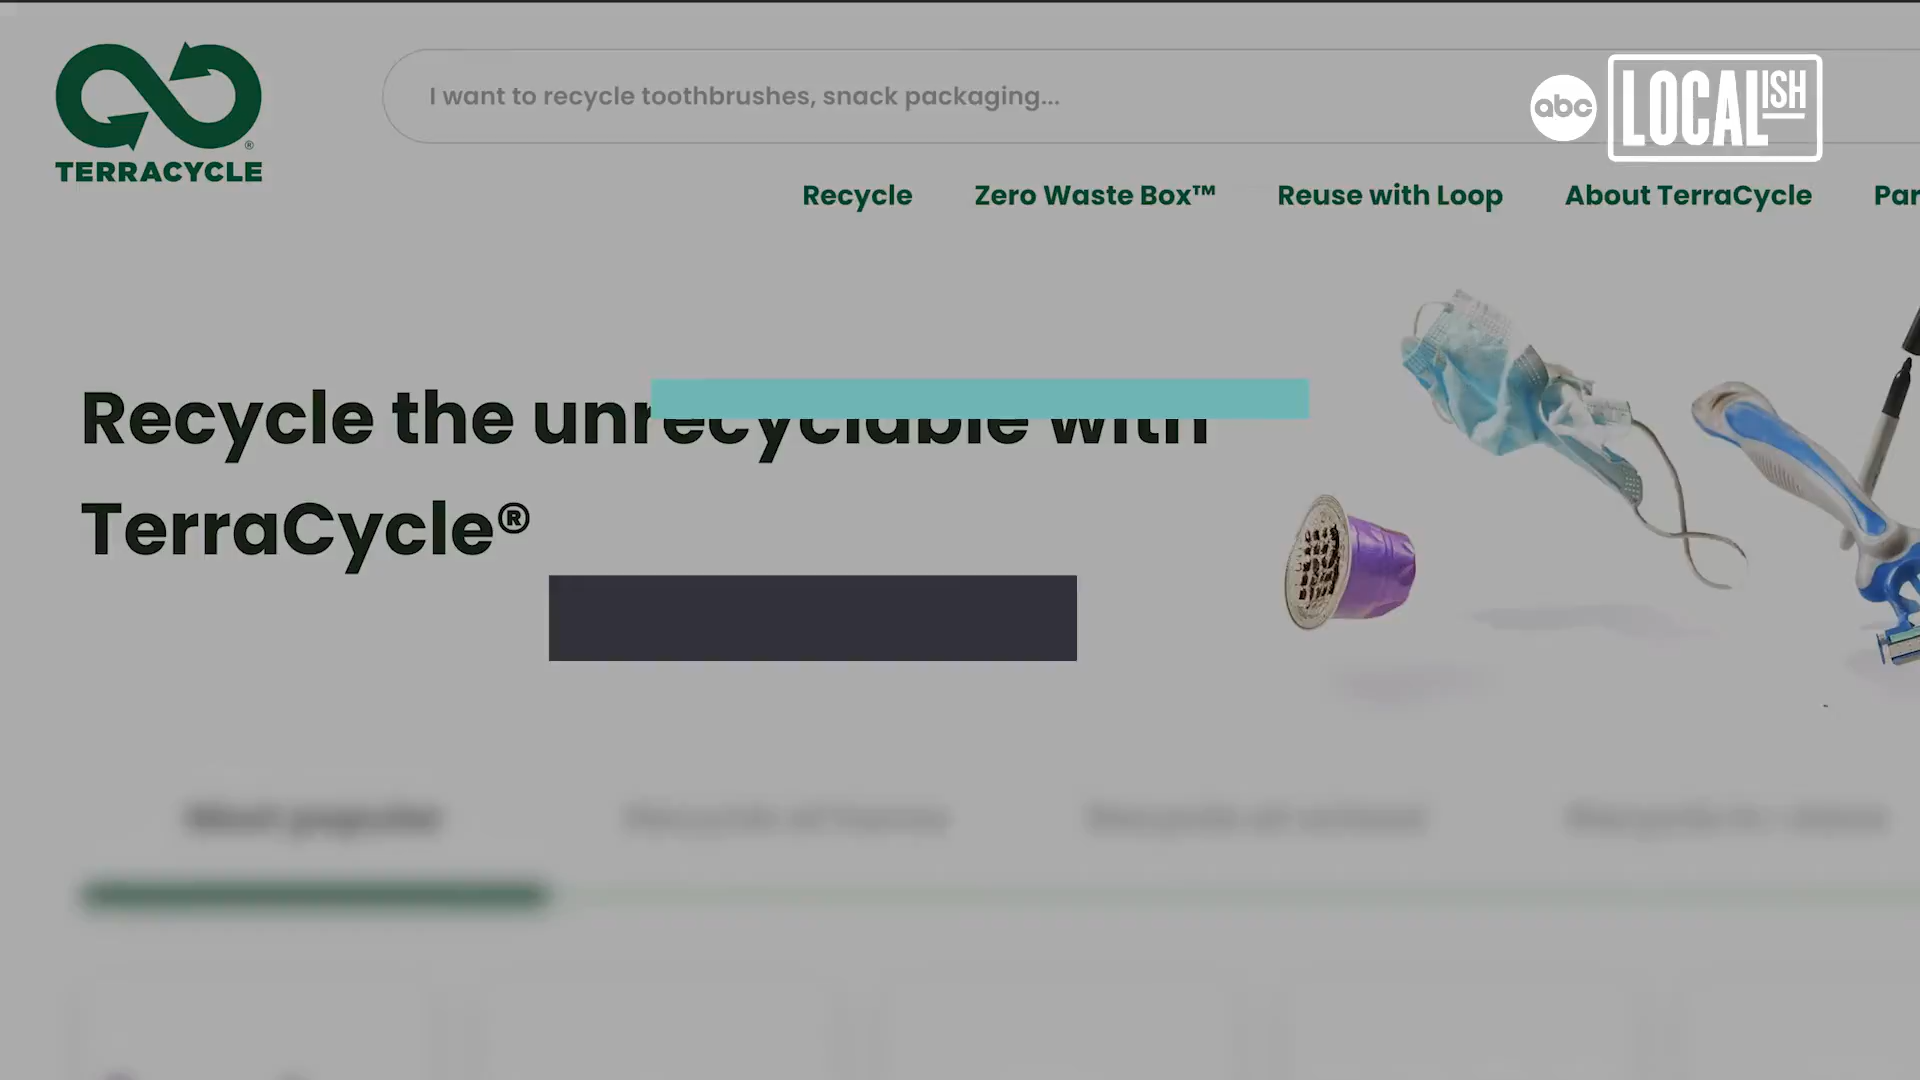 TERRACYCLE®
I want to recycle toothbrushes, snack packaging...
abc LOCALISH
Recycle Zero Waste Box™ Reuse with Loop About TerraCycle Par
Recycle the unrecyclable with
TerraCycle®